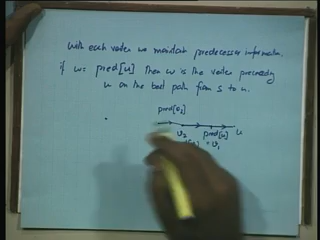 With each vertex we maintain predecessor information.
if w = pred[u] then w is the vertex preceding
u on the best path from s to u.
pred[v2]
v2 pred[u] u
= v1